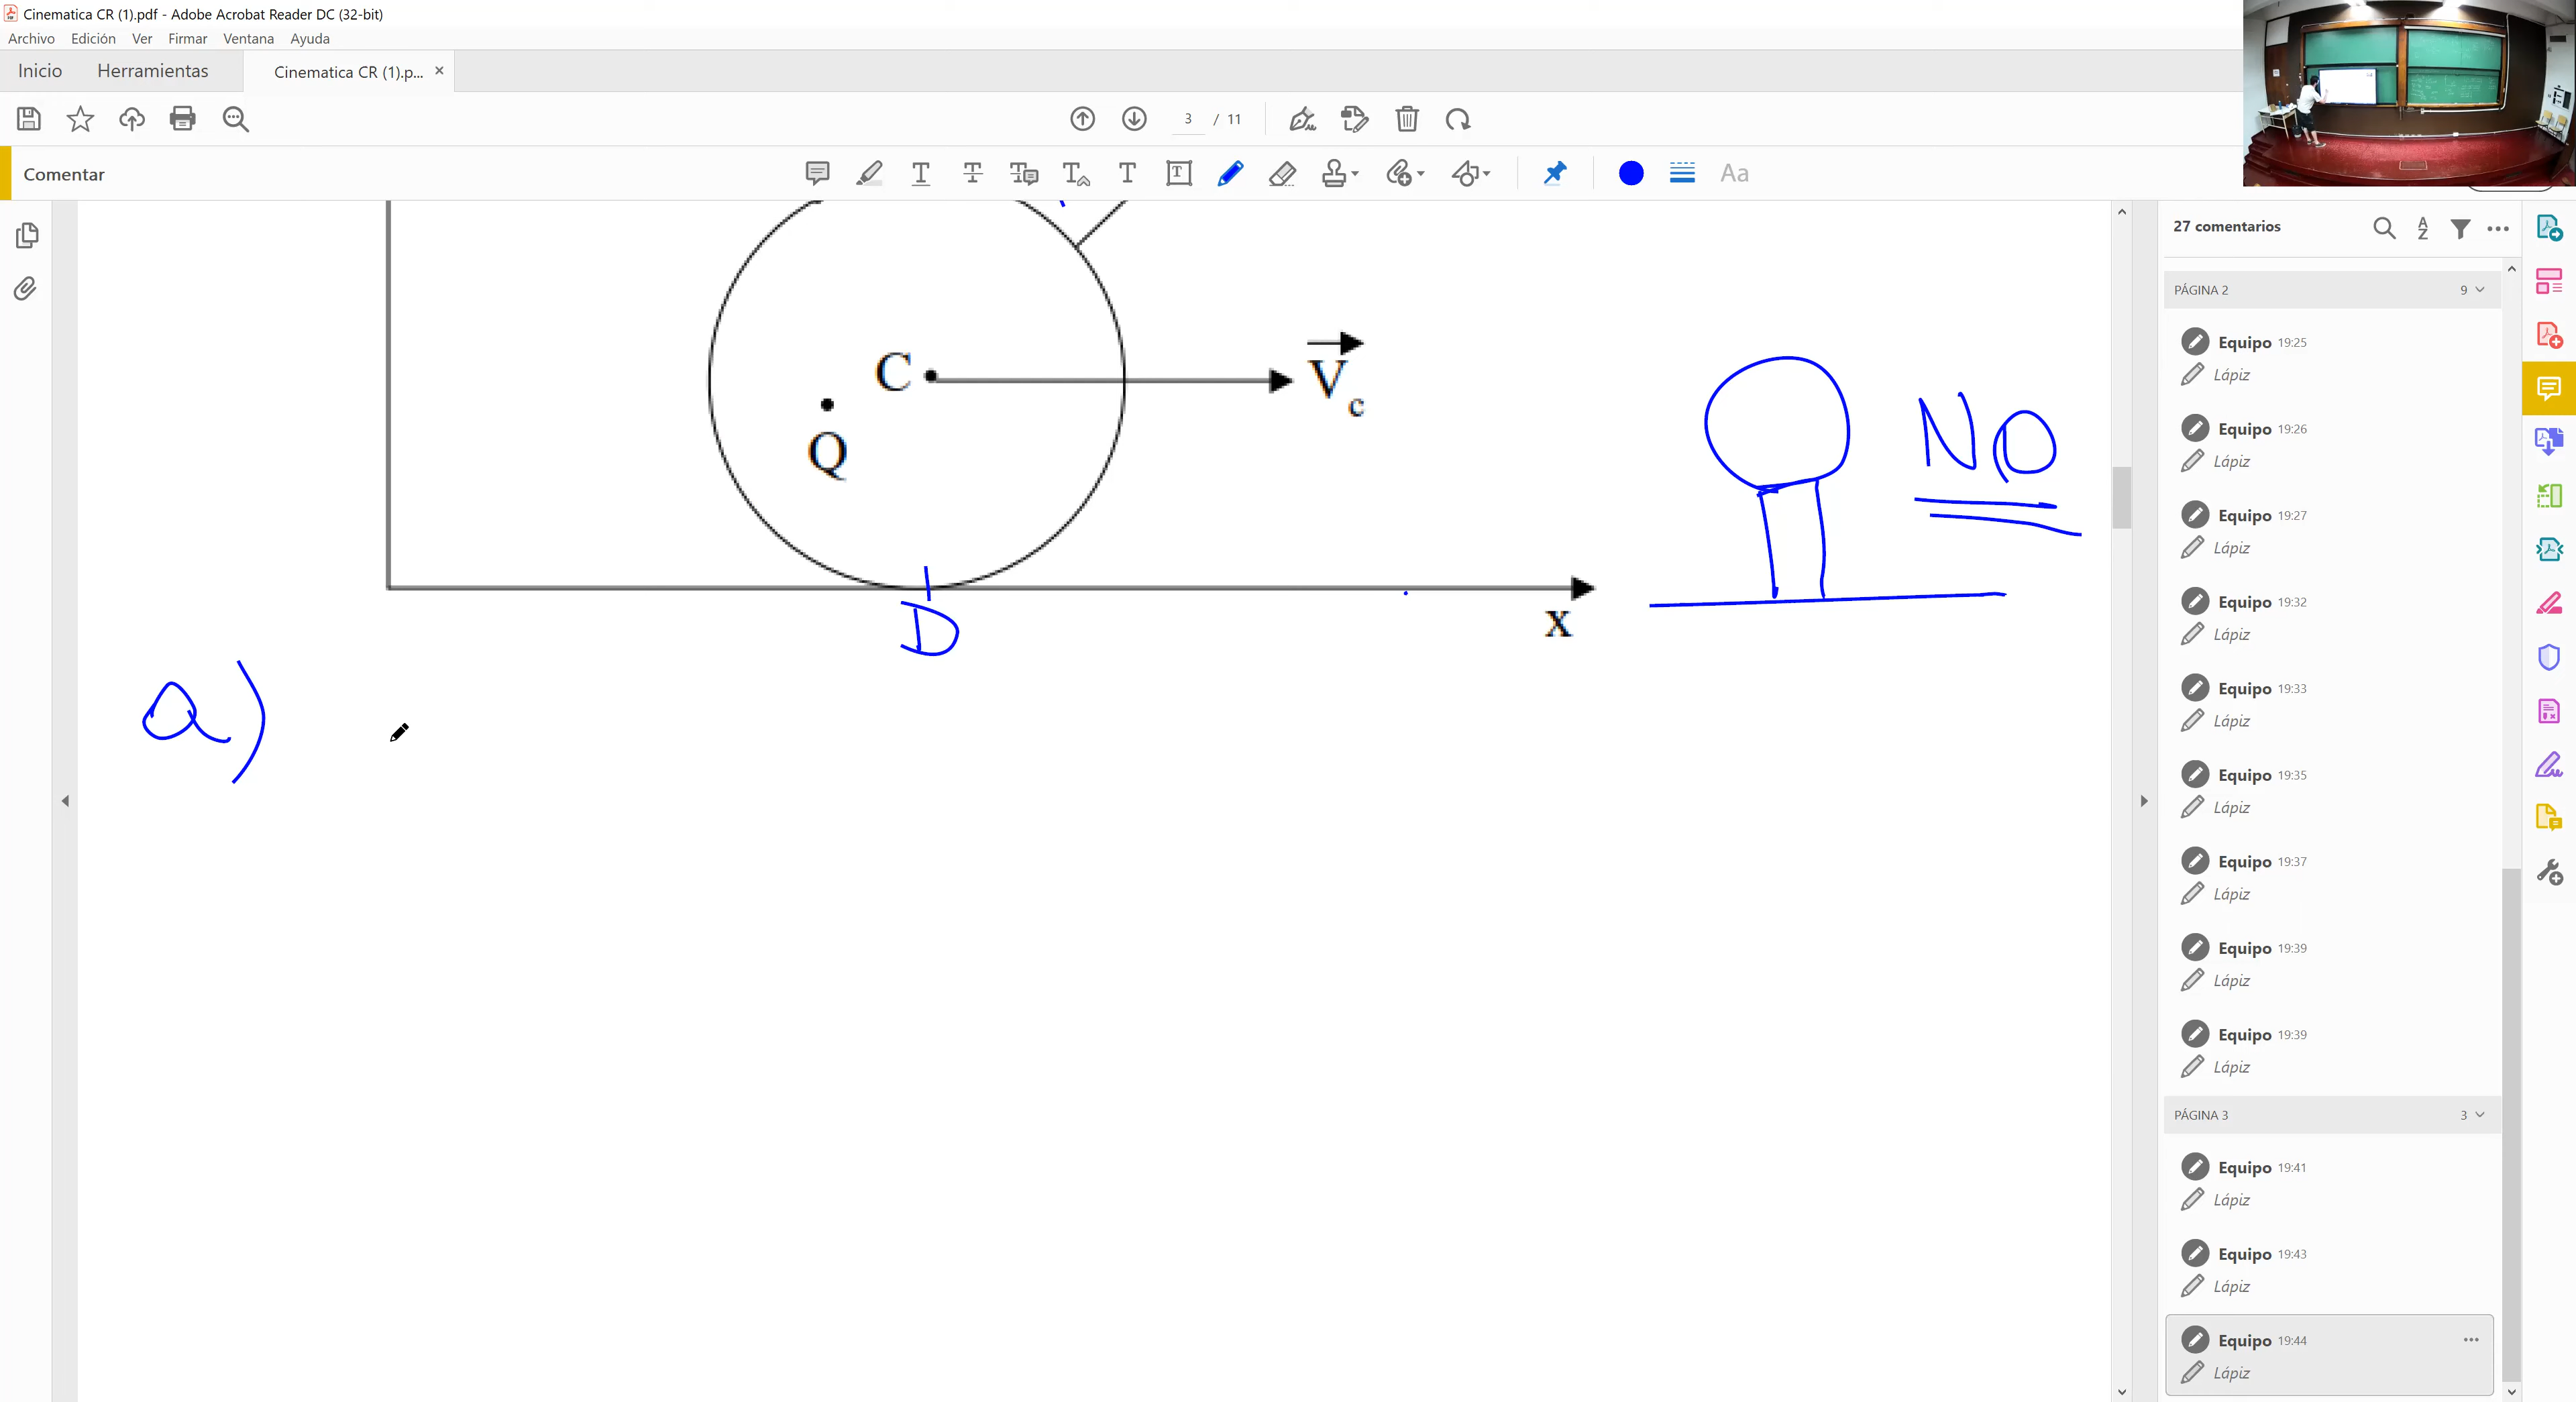 Cinematica CR (1).pdf - Adobe Acrobat Reader DC (32-bit)
Archivo Edición Ver Firmar Ventana Ayuda
Inicio Herramientas Cinematica CR (1).p... ×
3 / 11
Comentar
Aa
27 comentarios
PÁGINA 2 9
Equipo 19:25
Lápiz
Equipo 19:26
Lápiz
Equipo 19:27
Lápiz
Equipo 19:32
Lápiz
Equipo 19:33
Lápiz
Equipo 19:35
Lápiz
Equipo 19:37
Lápiz
Equipo 19:39
Lápiz
Equipo 19:39
Lápiz
PÁGINA 3 3
Equipo 19:41
Lápiz
Equipo 19:43
Lápiz
Equipo 19:44
Lápiz
C
V
c
Q
NO
D
x
a)